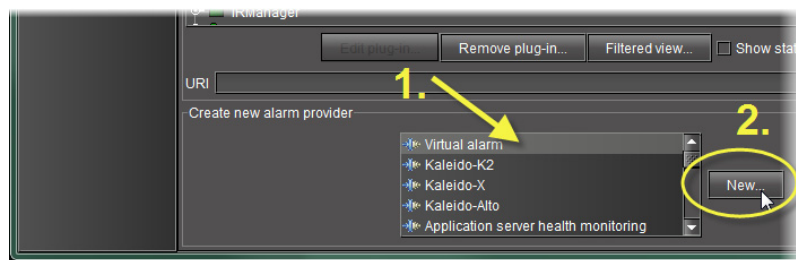 IRManager
Edit plug-in... Remove plug-in... Filtered view... Show stat
URI
1.
Create new alarm provider
2.
Virtual alarm
Kaleido-K2
Kaleido-X
New...
Kaleido-Alto
Application server health monitoring